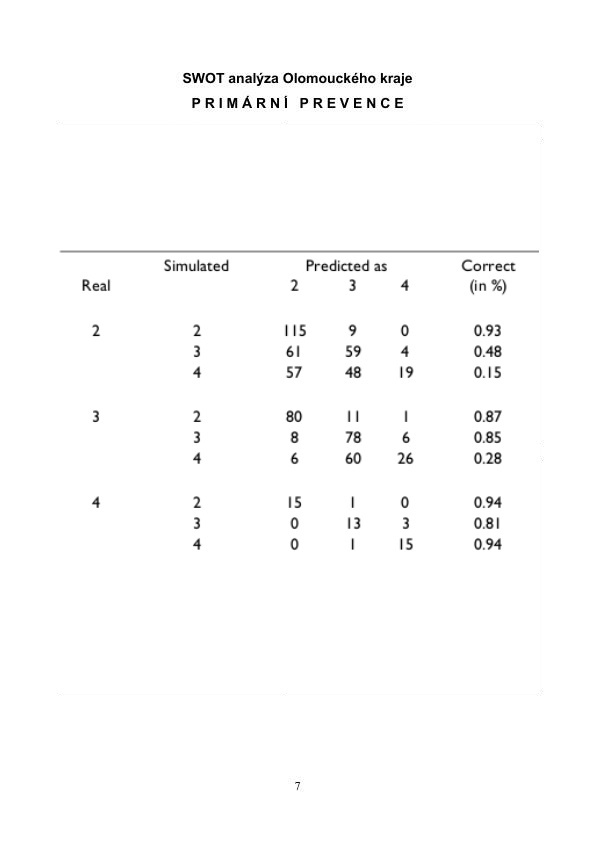 SWOT analýza Olomouckého kraje
P R I M Á R N Í P R E V E N C E
Simulated Predicted as Correct
Real 2 3 4 (in %)
2 2 115 9 0 0.93
3 61 59 4 0.48
4 57 48 19 0.15
3 2 80 11 1 0.87
3 8 78 6 0.85
4 6 60 26 0.28
4 2 15 1 0 0.94
3 0 13 3 0.81
4 0 1 15 0.94
7